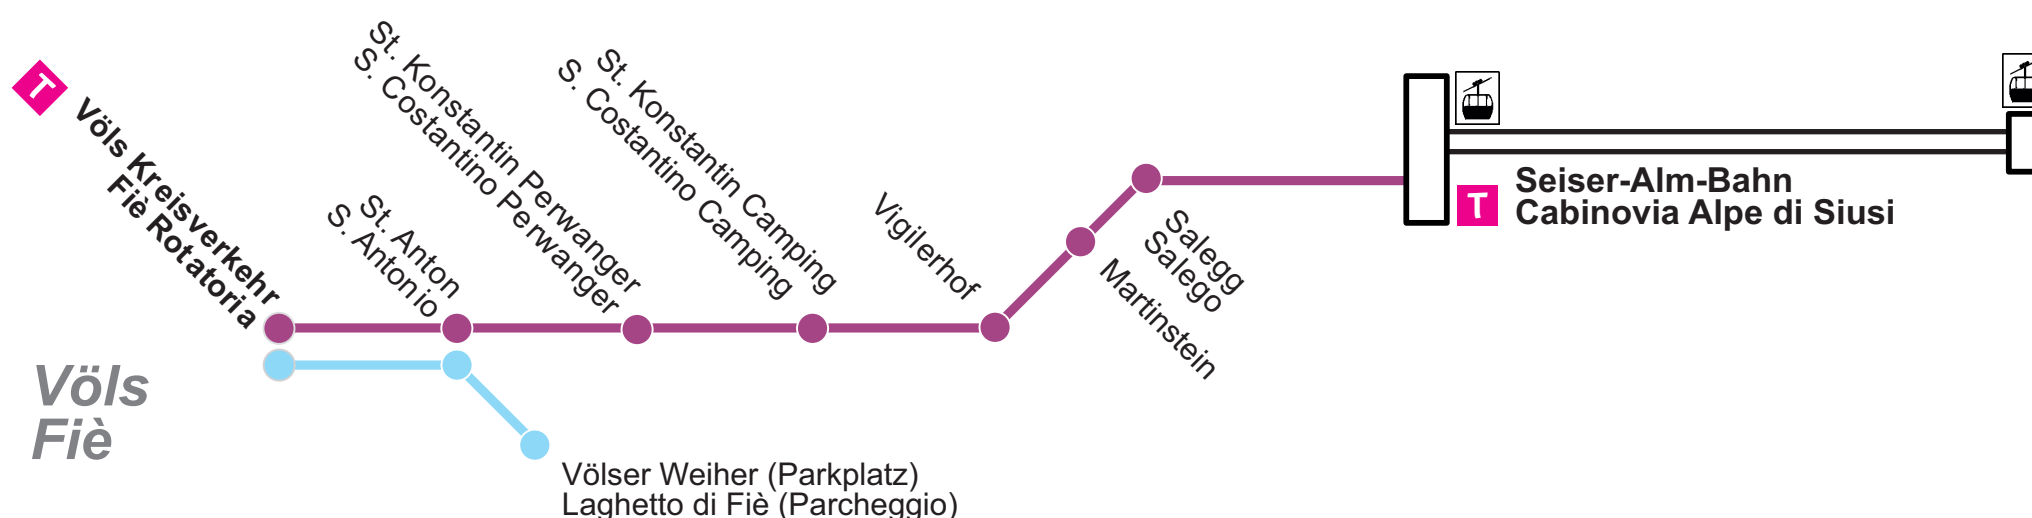 T
Völs Kreisverkehr
Fiè Rotatoria
St. Anton
S. Antonio
St. Konstantin Perwanger
S. Costantino Perwanger
St. Konstantin Camping
S. Costantino Camping
Vigilerhof
Martinstein
Salegg
Salego
T
Seiser-Alm-Bahn
Cabinovia Alpe di Siusi
Völs
Fiè
Völser Weiher (Parkplatz)
Laghetto di Fiè (Parcheggio)